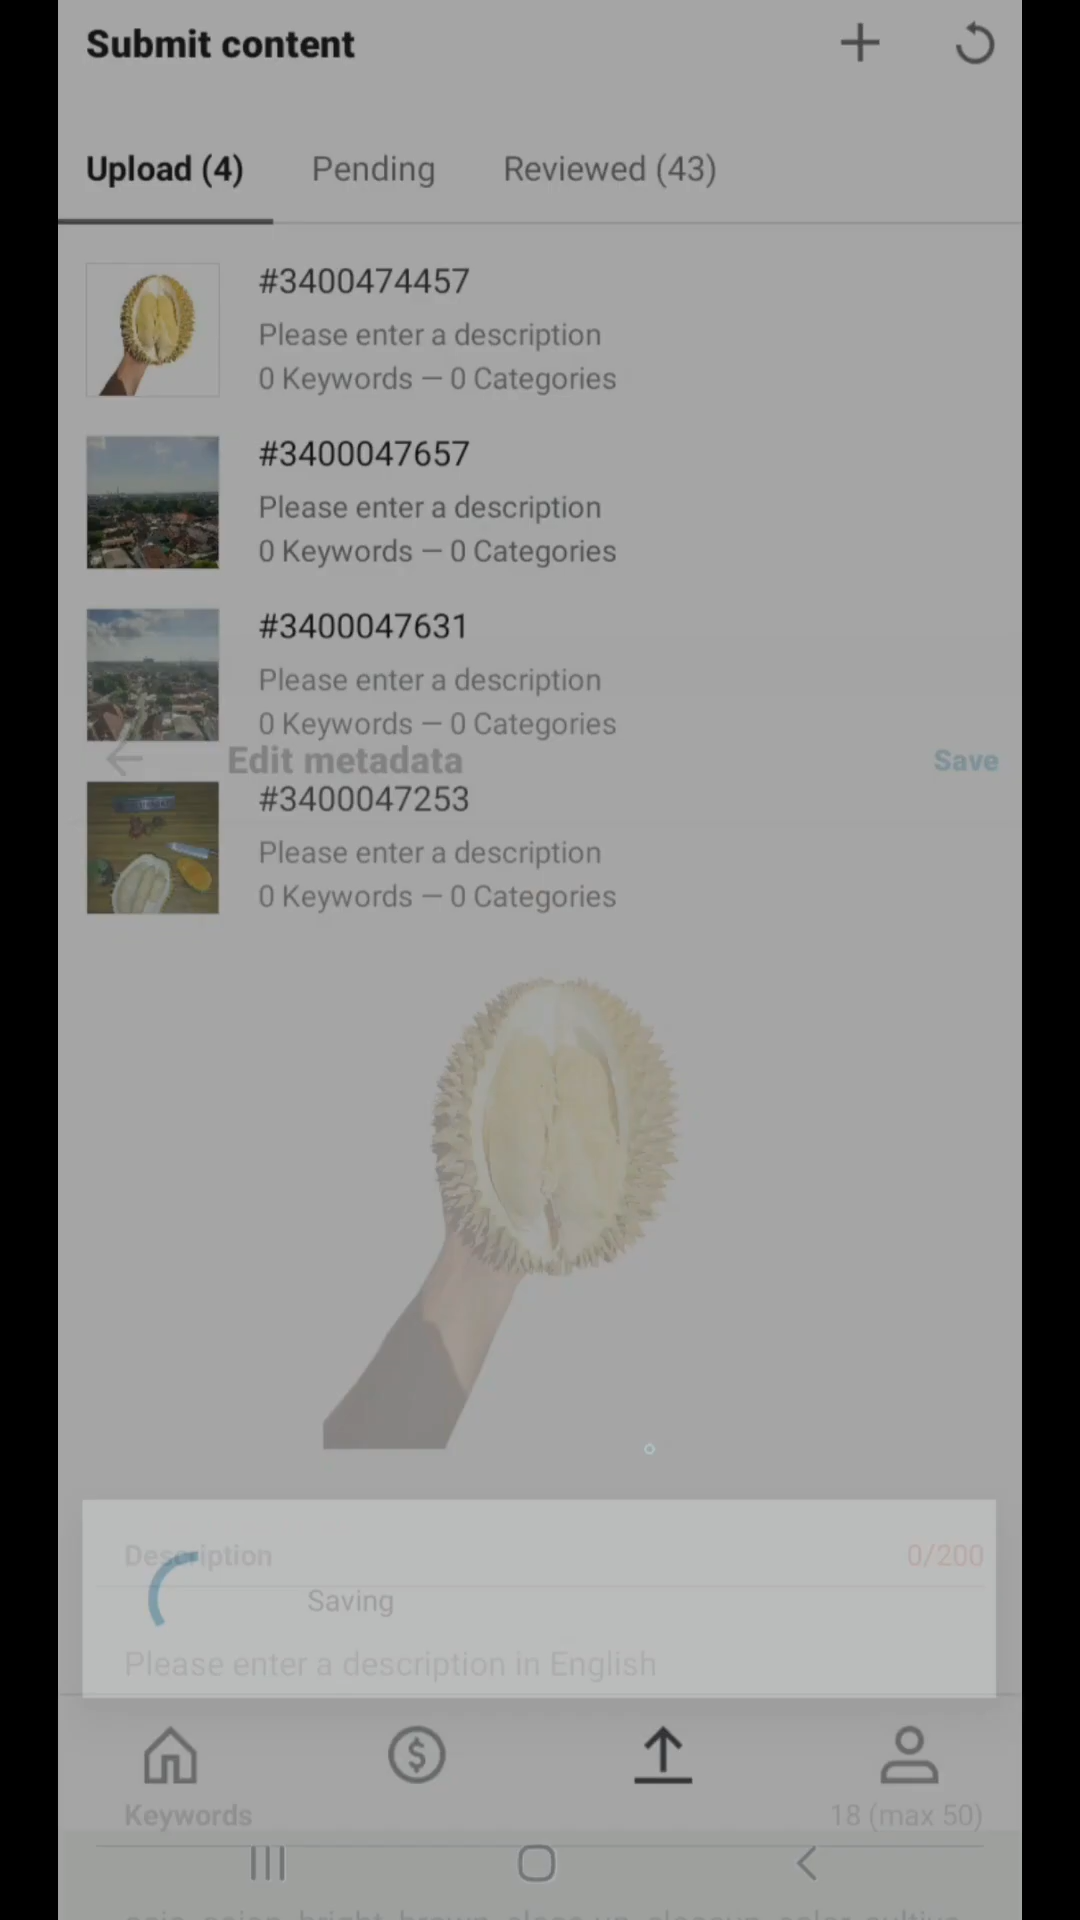 Submit content
Upload (4) Pending Reviewed (43)
#3400474457
Please enter a description
0 Keywords — 0 Categories
#3400047657
Please enter a description
0 Keywords — 0 Categories
#3400047631
Please enter a description
0 Keywords — 0 Categories
Edit metadata Save
#3400047253
Please enter a description
0 Keywords — 0 Categories
Description 0/200
Saving
Please enter a description in English
Keywords 18 (max 50)